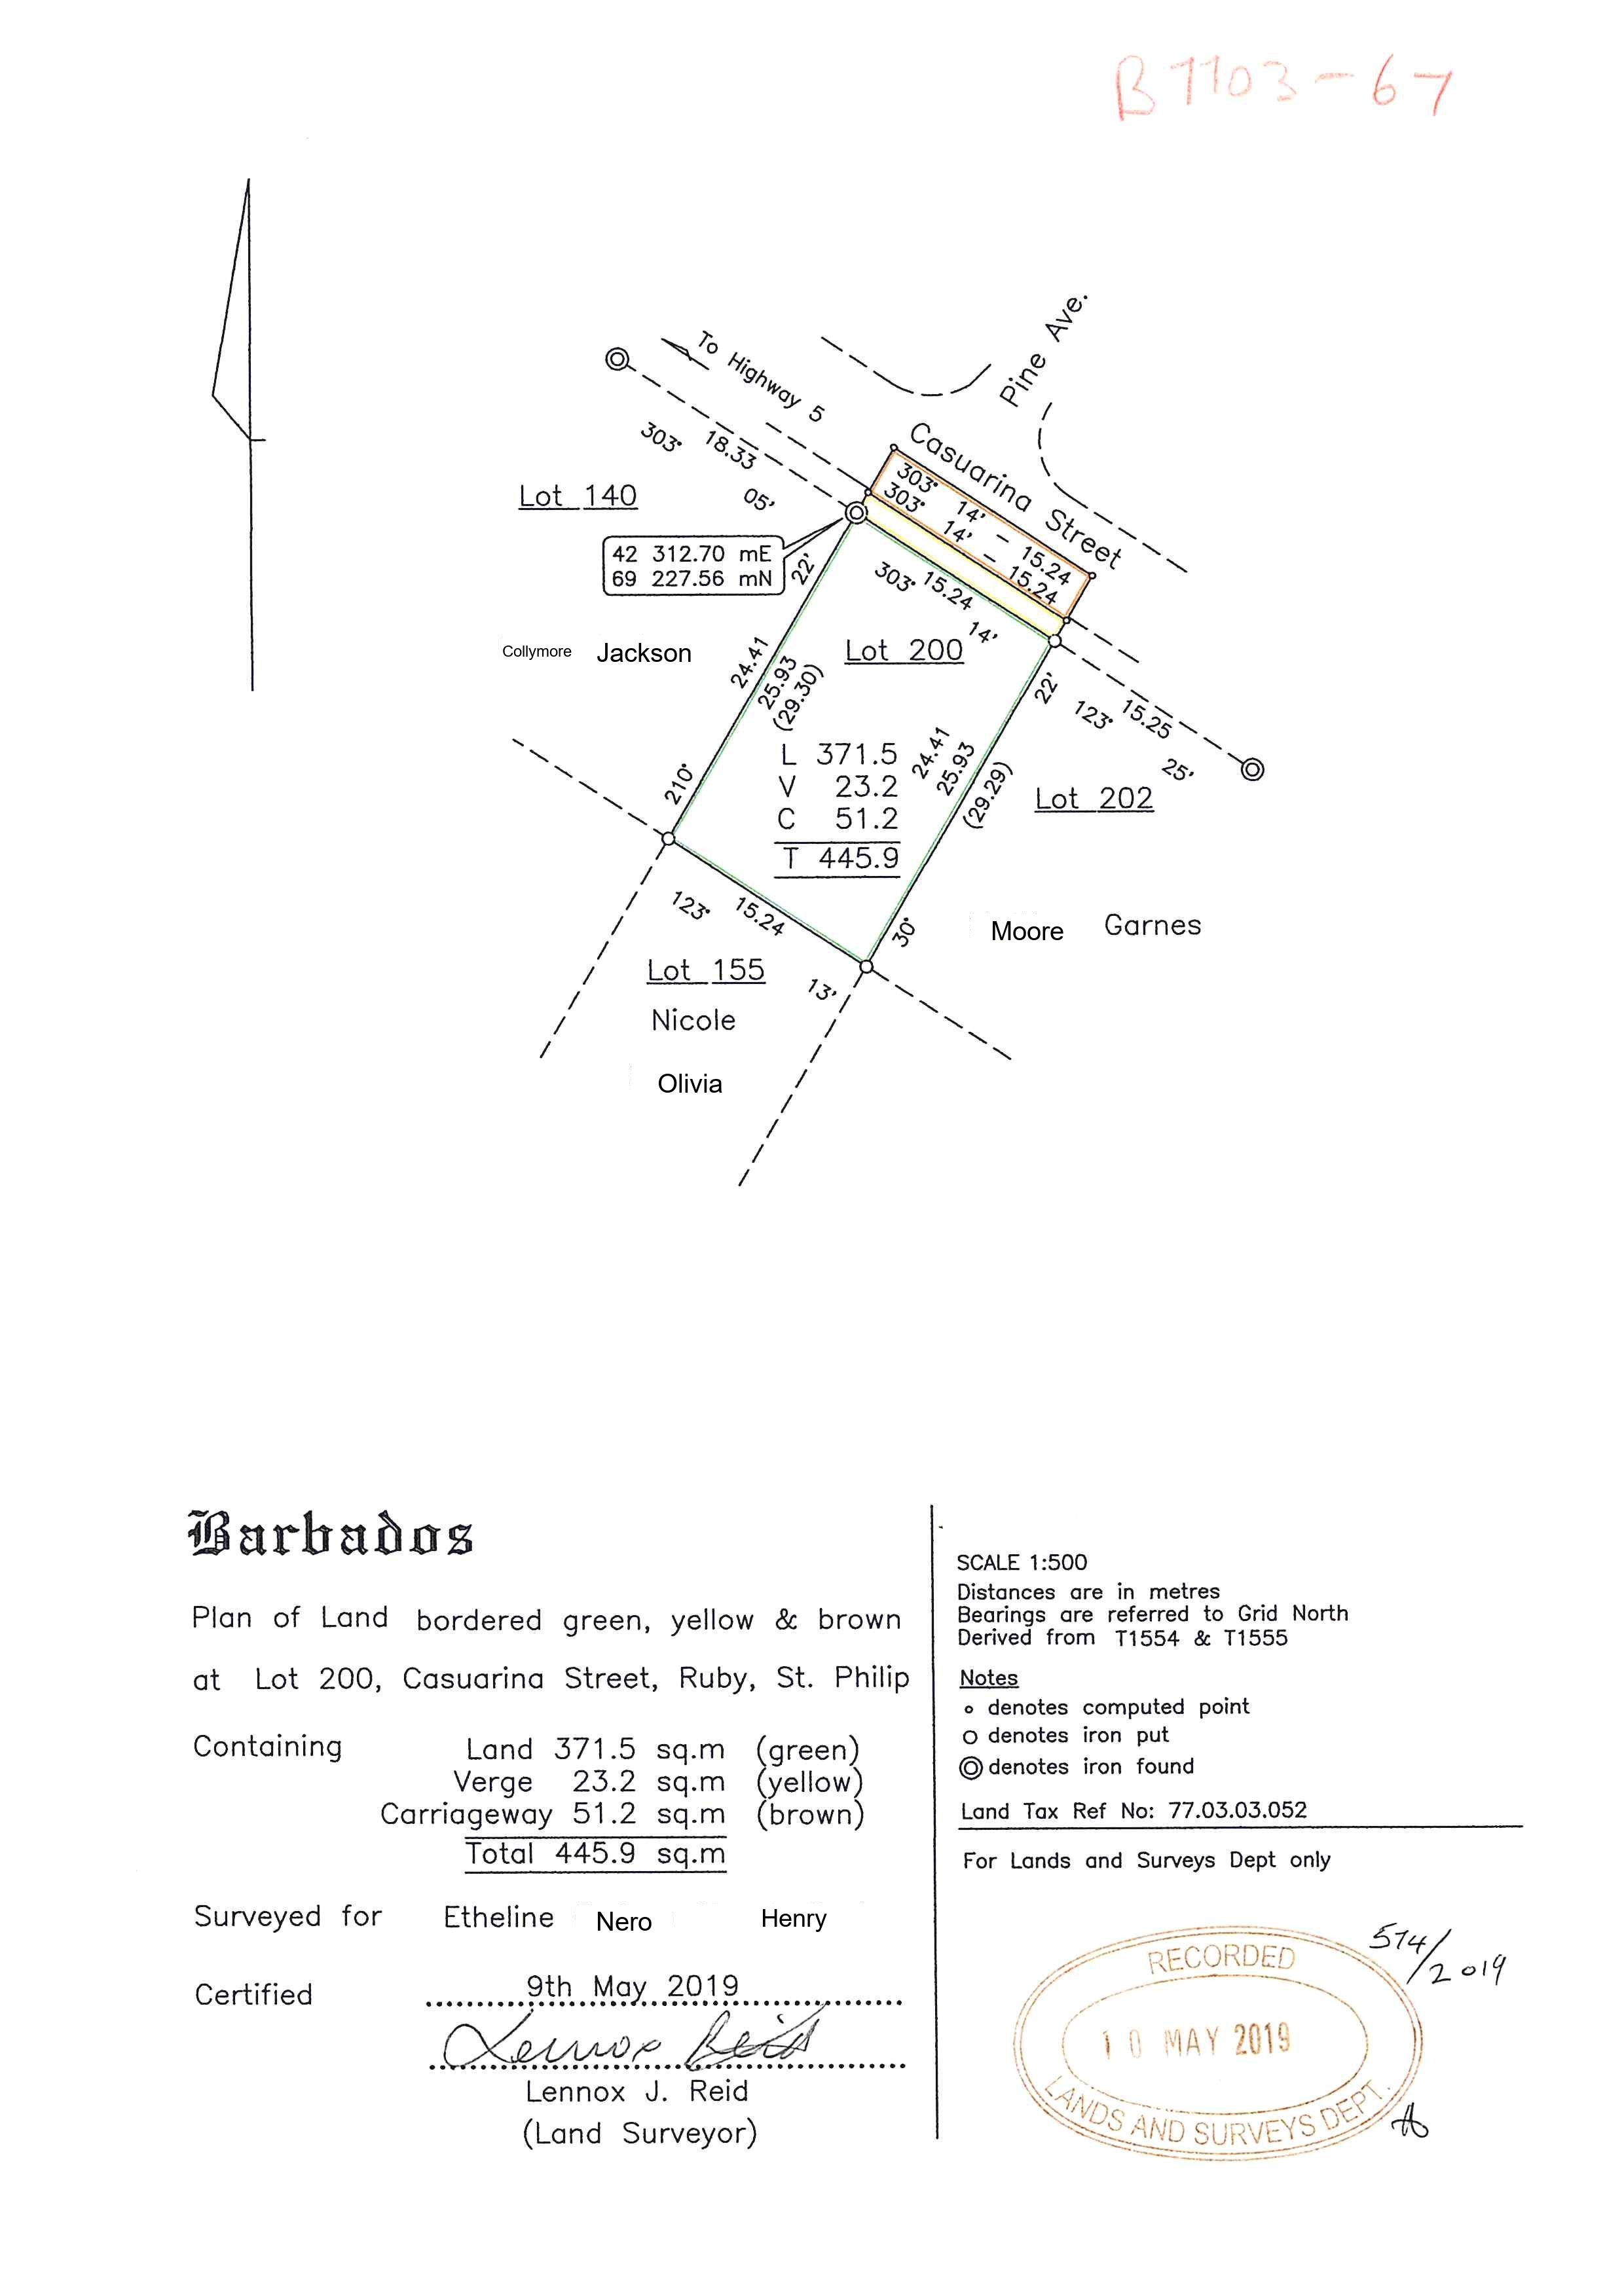 B1103-67
Pine Ave.
To Highway 5
Casuarina Street
303° 18.33 05'
303° 14' - 15.24
303° 14' - 15.24
Lot 140
42 312.70 mE
69 227.56 mN
303° 15.24 14'
22'
Lot 200
Collymore Jackson
24.41
25.93
(29.30)
210°
22'
123° 15.25 25'
L 371.5
V 23.2
C 51.2
T 445.9
24.41
25.93
(29.29)
30°
Lot 202
Moore Garnes
123° 15.24 13'
Lot 155
Nicole
Olivia
Barbados
Plan of Land bordered green, yellow & brown
at Lot 200, Casuarina Street, Ruby, St. Philip
Containing Land 371.5 sq.m (green)
Verge 23.2 sq.m (yellow)
Carriageway 51.2 sq.m (brown)
Total 445.9 sq.m
Surveyed for Etheline Nero Henry
Certified 9th May 2019
Lennox Reid
Lennox J. Reid
(Land Surveyor)
SCALE 1:500
Distances are in metres
Bearings are referred to Grid North
Derived from T1554 & T1555
Notes
denotes computed point
denotes iron put
denotes iron found
Land Tax Ref No: 77.03.03.052
For Lands and Surveys Dept only
574/2019
RECORDED
10 MAY 2019
LANDS AND SURVEYS DEPT.